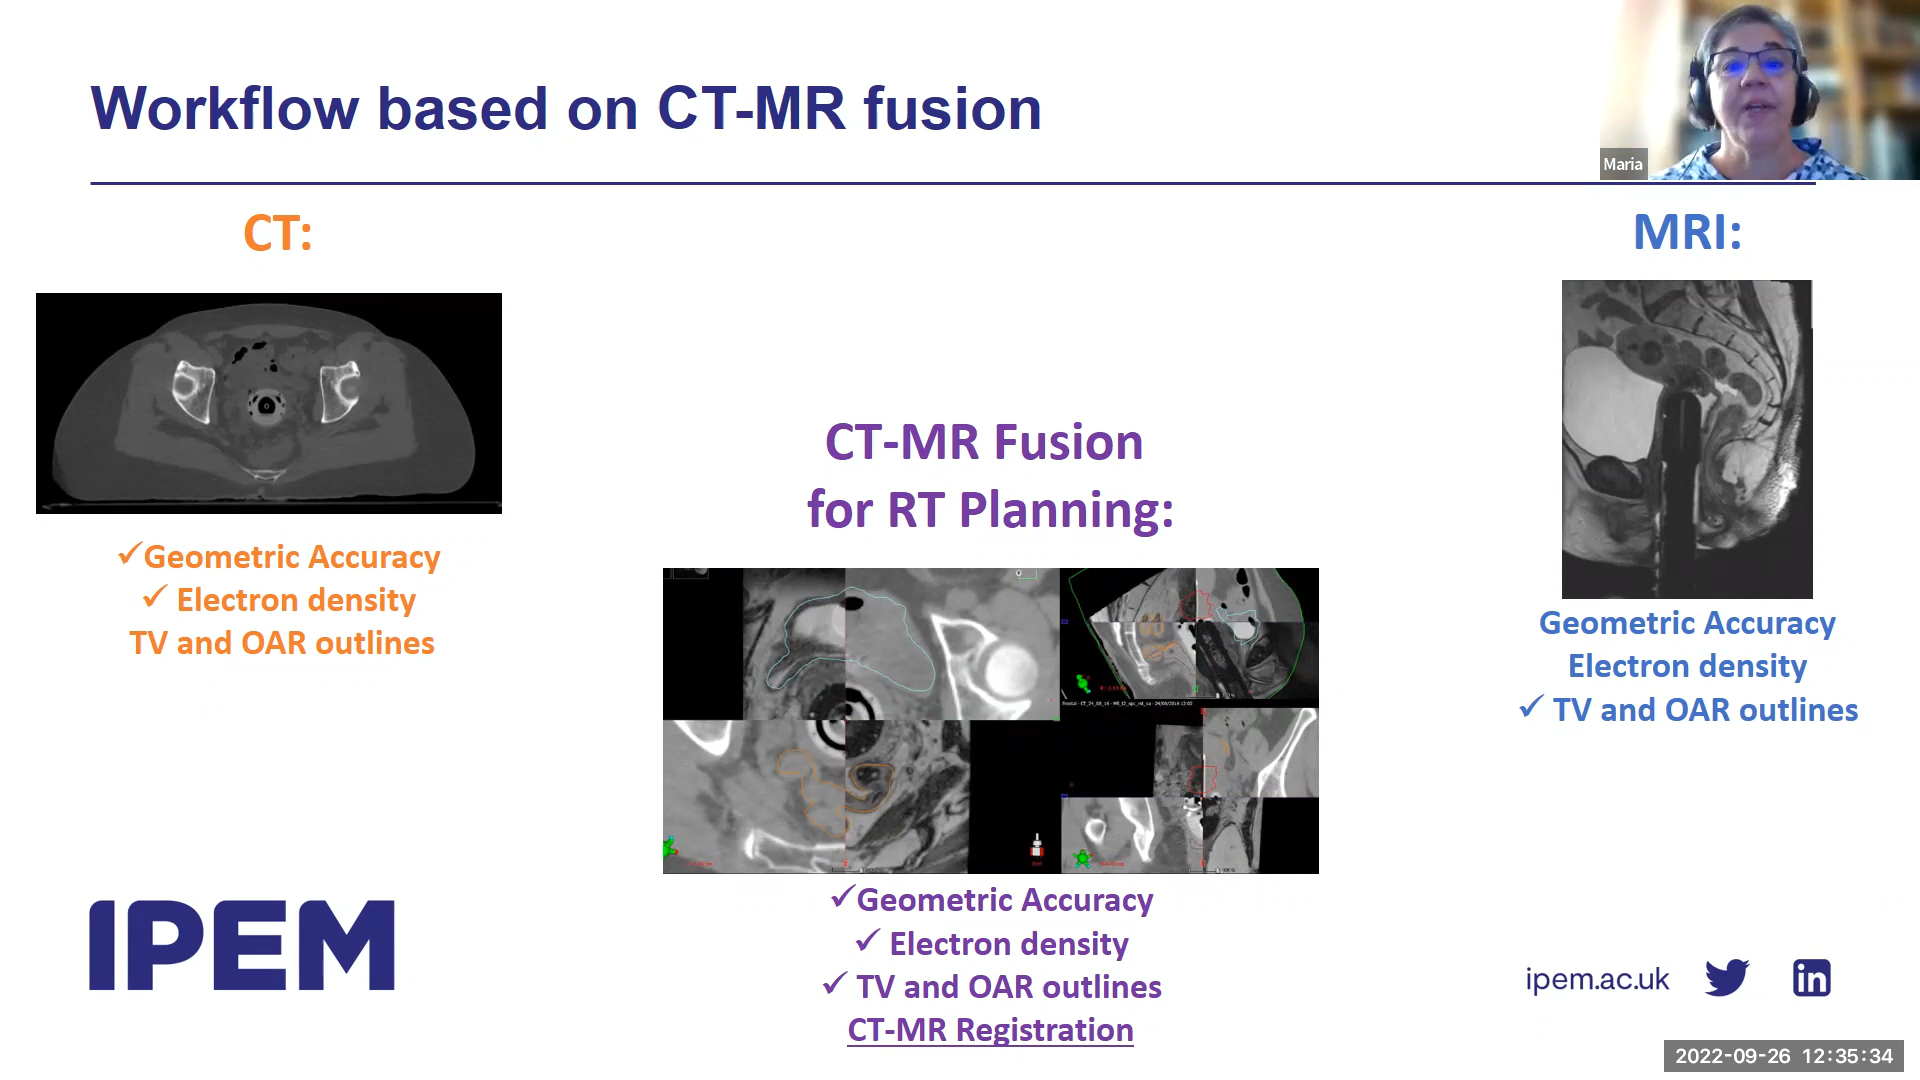 Workflow based on CT-MR fusion
Maria
CT:
✓Geometric Accuracy
✓ Electron density
TV and OAR outlines
CT-MR Fusion
for RT Planning:
✓Geometric Accuracy
✓ Electron density
✓ TV and OAR outlines
CT-MR Registration
MRI:
Geometric Accuracy
Electron density
✓ TV and OAR outlines
IPEM
ipem.ac.uk
in
2022-09-26 12:35:34